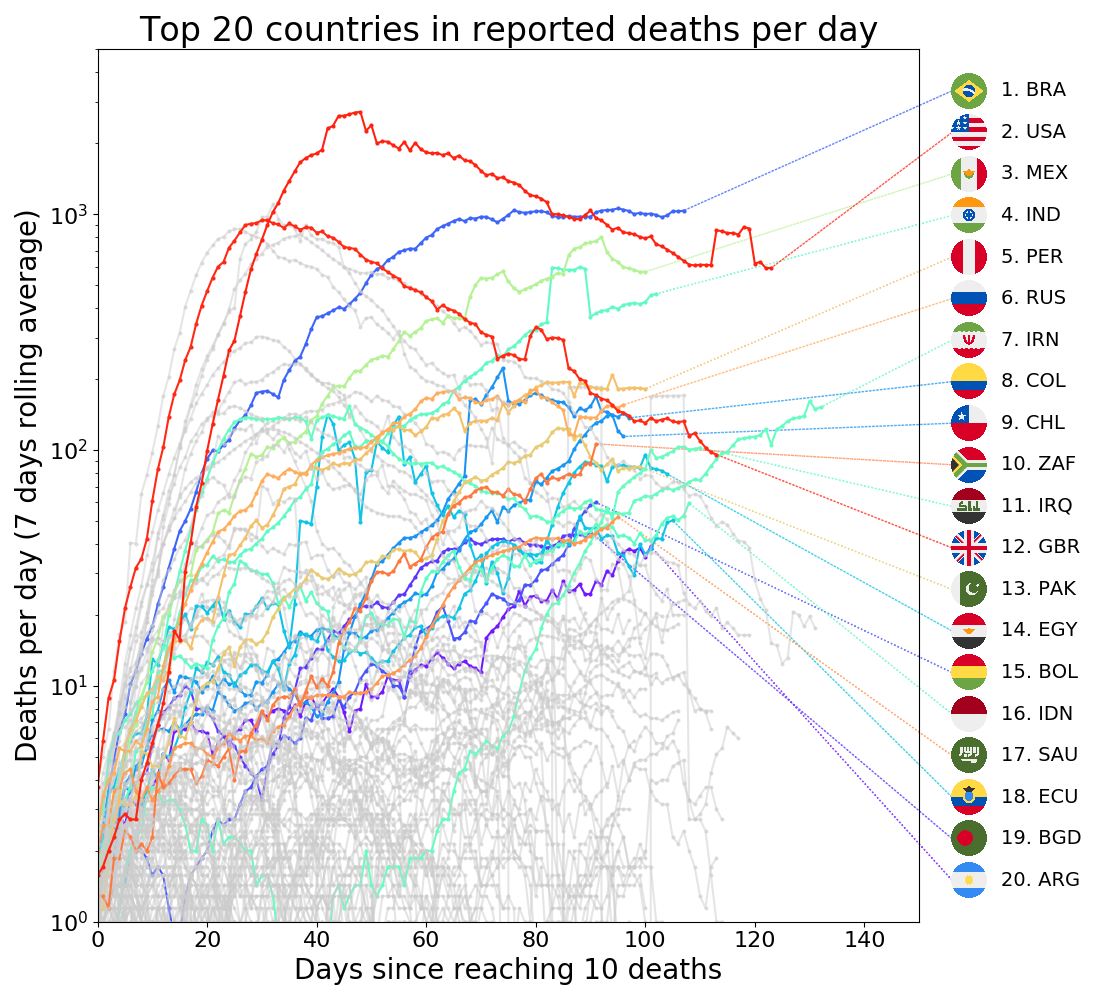 Top 20 countries in reported deaths per day
Deaths per day (7 days rolling average)
10³
10²
10¹
10⁰
0 20 40 60 80 100 120 140
Days since reaching 10 deaths
1. BRA
2. USA
3. MEX
4. IND
5. PER
6. RUS
7. IRN
8. COL
9. CHL
10. ZAF
11. IRQ
12. GBR
13. PAK
14. EGY
15. BOL
16. IDN
17. SAU
18. ECU
19. BGD
20. ARG